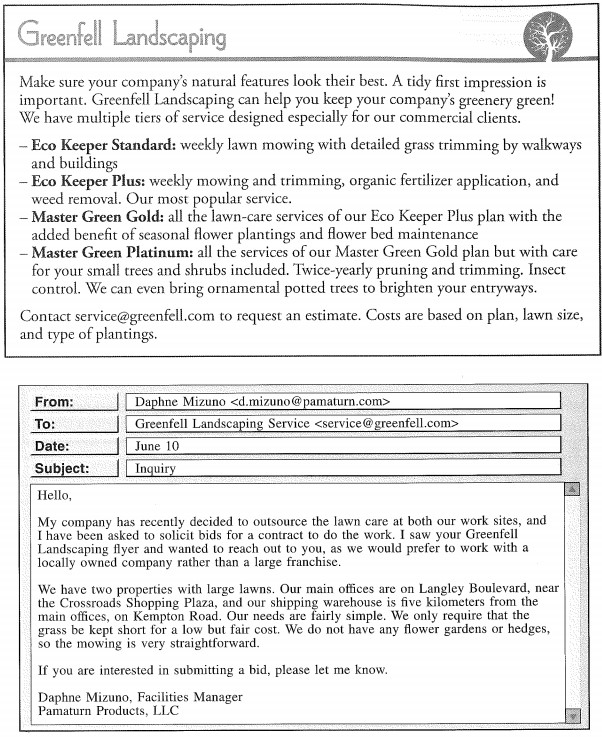 Greenfell Landscaping
Make sure your company's natural features look their best. A tidy first impression is
important. Greenfell Landscaping can help you keep your company's greenery green!
We have multiple tiers of service designed especially for our commercial clients.
– Eco Keeper Standard: weekly lawn mowing with detailed grass trimming by walkways
and buildings
– Eco Keeper Plus: weekly mowing and trimming, organic fertilizer application, and
weed removal. Our most popular service.
– Master Green Gold: all the lawn-care services of our Eco Keeper Plus plan with the
added benefit of seasonal flower plantings and flower bed maintenance
– Master Green Platinum: all the services of our Master Green Gold plan but with care
for your small trees and shrubs included. Twice-yearly pruning and trimming. Insect
control. We can even bring ornamental potted trees to brighten your entryways.
Contact service@greenfell.com to request an estimate. Costs are based on plan, lawn size,
and type of plantings.
From: Daphne Mizuno <d.mizuno@pamaturn.com>
To: Greenfell Landscaping Service <service@greenfell.com>
Date: June 10
Subject: Inquiry
Hello,
My company has recently decided to outsource the lawn care at both our work sites, and
I have been asked to solicit bids for a contract to do the work. I saw your Greenfell
Landscaping flyer and wanted to reach out to you, as we would prefer to work with a
locally owned company rather than a large franchise.
We have two properties with large lawns. Our main offices are on Langley Boulevard, near
the Crossroads Shopping Plaza, and our shipping warehouse is five kilometers from the
main offices, on Kempton Road. Our needs are fairly simple. We only require that the
grass be kept short for a low but fair cost. We do not have any flower gardens or hedges,
so the mowing is very straightforward.
If you are interested in submitting a bid, please let me know.
Daphne Mizuno, Facilities Manager
Pamaturn Products, LLC